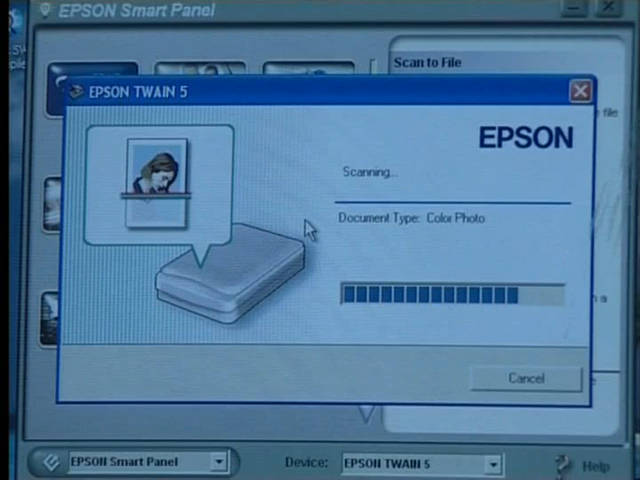 EPSON Smart Panel
Scan to File
EPSON TWAIN 5
file
EPSON
Scanning...
Document Type: Color Photo
Cancel
EPSON Smart Panel
Device:
EPSON TWAIN 5
Help